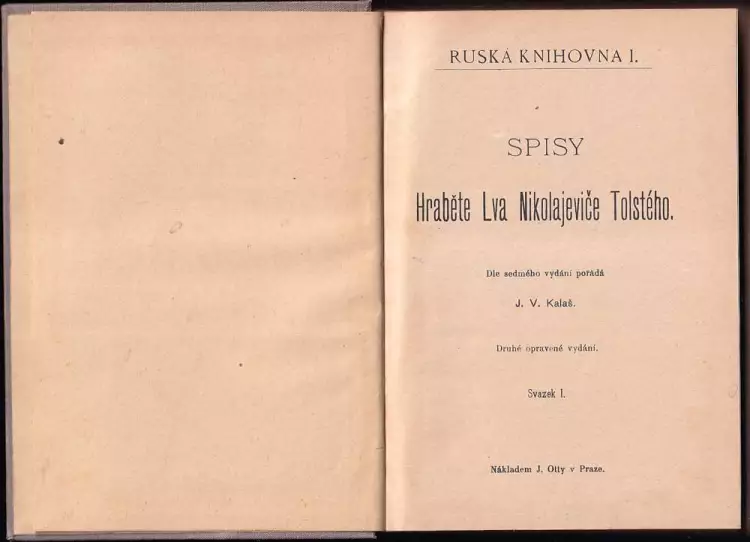 RUSKÁ KNIHOVNA I.
SPISY
Hraběte Lva Nikolajeviče Tolstého.
Dle sedmého vydání pořádá
J. V. Kalaš.
Druhé opravené vydání.
Svazek I.
Nákladem J. Otty v Praze.